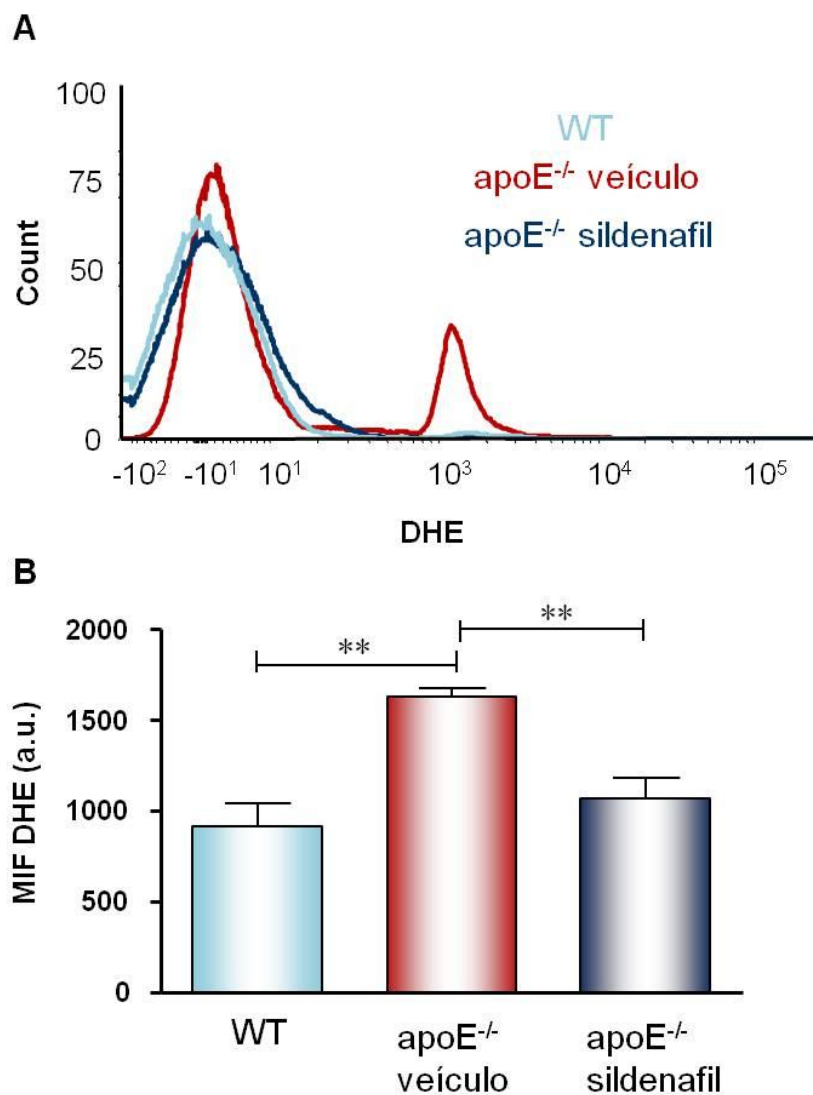 A
100
75
50
25
0
Count
WT
apoE-/- veículo
apoE-/- sildenafil
-10² -10¹ 10¹ 10³ 10⁴ 10⁵
DHE
B
2000
1500
1000
500
0
MIF DHE (a.u.)
**
**
WT
apoE-/-
veículo
apoE-/-
sildenafil